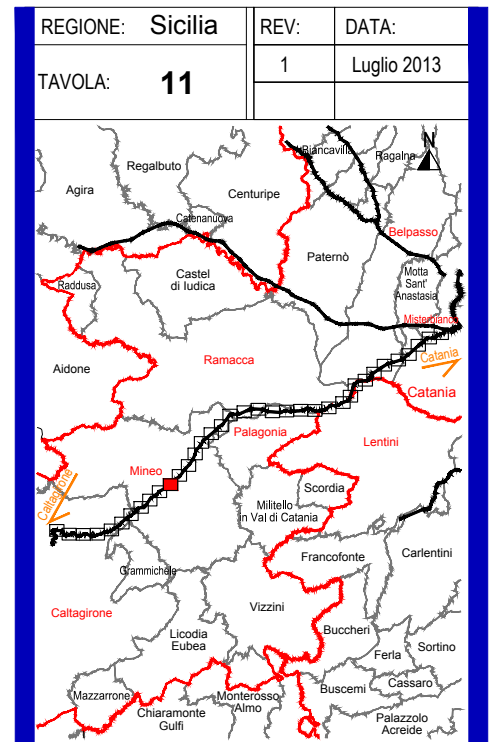 REGIONE: Sicilia
REV:
DATA:
TAVOLA: 11
1
Luglio 2013
N
Biancavilla
Ragalna
Regalbuto
Agira
Centuripe
Catenanuova
Belpasso
Paternò
Motta
Sant'
Anastasia
Raddusa
Castel
di Iudica
Misterbianco
Catania
Ramacca
Aidone
Catania
Palagonia
Lentini
Mineo
Scordia
Caltagirone
Militello
in Val di Catania
Francofonte
Carlentini
Grammichele
Vizzini
Caltagirone
Licodia
Eubea
Buccheri
Ferla
Sortino
Mazzarrone
Monterosso
Almo
Buscemi
Cassaro
Chiaramonte
Gulfi
Palazzolo
Acreide